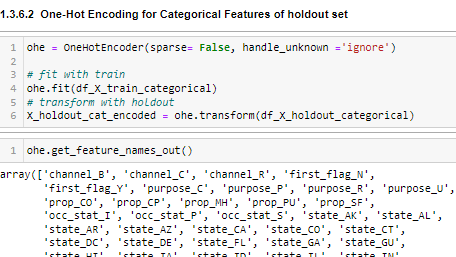 1.3.6.2 One-Hot Encoding for Categorical Features of holdout set
1 ohe = OneHotEncoder(sparse= False, handle_unknown ='ignore')
2
3 # fit with train
4 ohe.fit(df_X_train_categorical)
5 # transform with holdout
6 X_holdout_cat_encoded = ohe.transform(df_X_holdout_categorical)
1 ohe.get_feature_names_out()
array(['channel_B', 'channel_C', 'channel_R', 'first_flag_N',
'first_flag_Y', 'purpose_C', 'purpose_P', 'purpose_R', 'purpose_U',
'prop_CO', 'prop_CP', 'prop_MH', 'prop_PU', 'prop_SF',
'occ_stat_I', 'occ_stat_P', 'occ_stat_S', 'state_AK', 'state_AL',
'state_AR', 'state_AZ', 'state_CA', 'state_CO', 'state_CT',
'state_DC', 'state_DE', 'state_FL', 'state_GA', 'state_GU',
'state_HI', 'state_IA', 'state_ID', 'state_IL', 'state_IN'